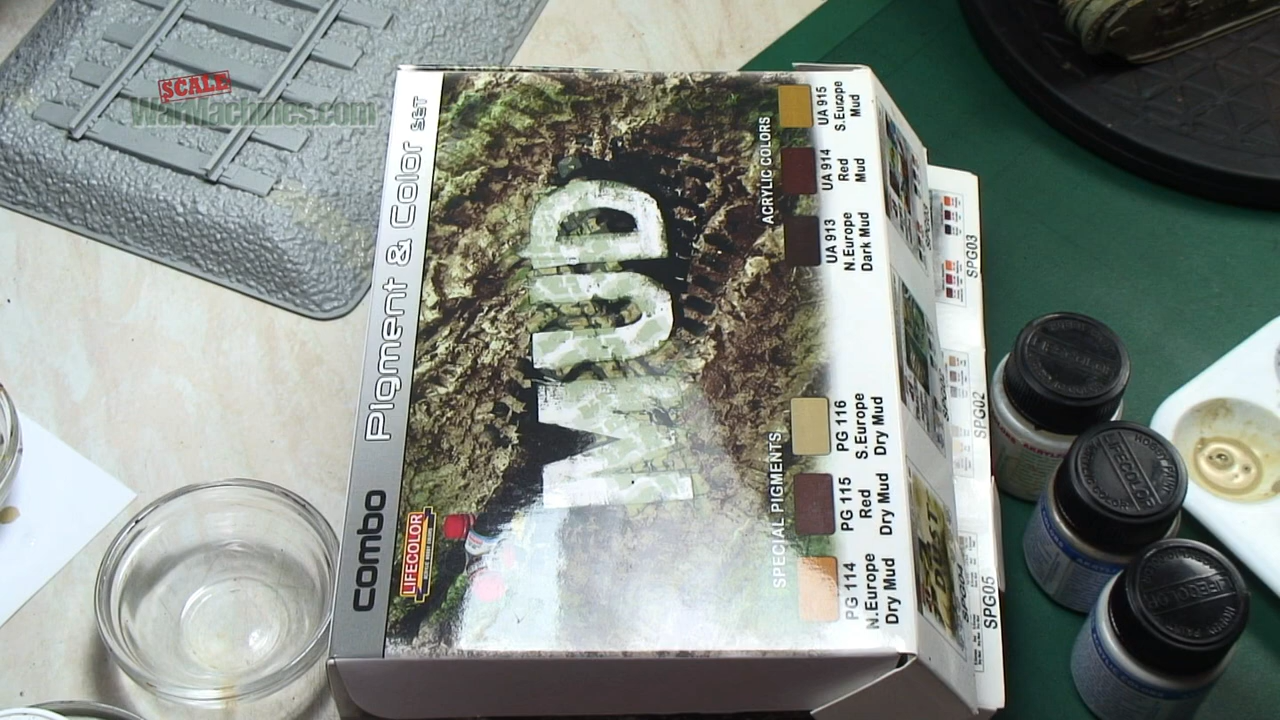 SCALE
WarMachines.com
COMBO Pigment & Color SET
LIFECOLOR
MUD
SPECIAL PIGMENTS
PG 114
N.Europe
Dry Mud
PG 115
Red
Dry Mud
PG 116
S.Europe
Dry Mud
ACRYLIC COLORS
UA 913
N.Europe
Dark Mud
UA 914
Red
Mud
UA 915
S.Europe
Mud
SPG03
SPG02
SPG05
LIFECOLOR
LIFECOLOR